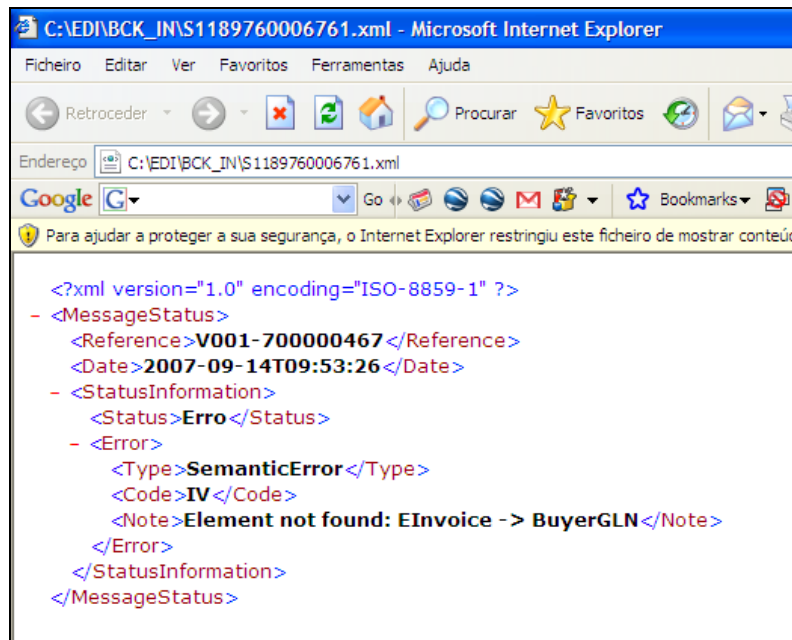 C:\EDI\BCK_IN\S1189760006761.xml - Microsoft Internet Explorer
Ficheiro Editar Ver Favoritos Ferramentas Ajuda
Retroceder Procurar Favoritos
Endereço C:\EDI\BCK_IN\S1189760006761.xml
Google G Go Bookmarks
Para ajudar a proteger a sua segurança, o Internet Explorer restringiu este ficheiro de mostrar
<?xml version="1.0" encoding="ISO-8859-1" ?>
- <MessageStatus>
<Reference>V001-700000467</Reference>
<Date>2007-09-14T09:53:26</Date>
- <StatusInformation>
<Status>Erro</Status>
- <Error>
<Type>SemanticError</Type>
<Code>IV</Code>
<Note>Element not found: EInvoice -> BuyerGLN</Note>
</Error>
</StatusInformation>
</MessageStatus>